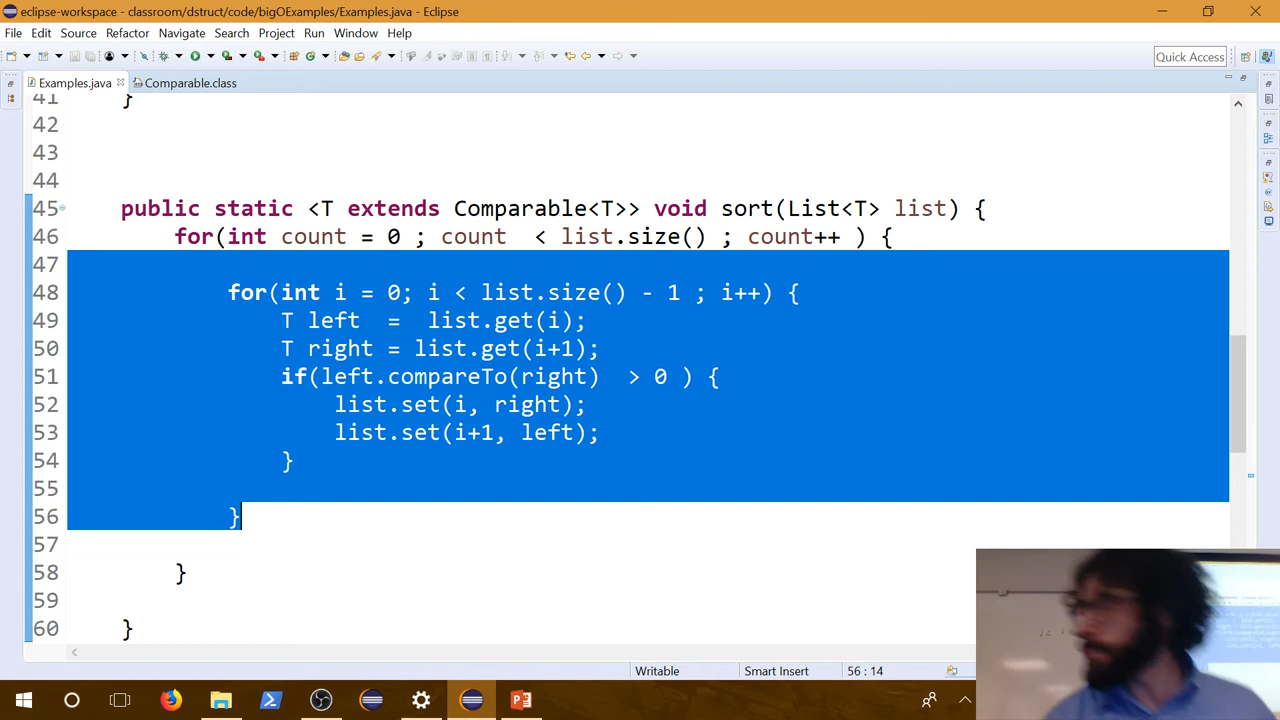 eclipse-workspace - classroom/dstruct/code/bigOExamples/Examples.java - Eclipse
File Edit Source Refactor Navigate Search Project Run Window Help
Quick Access
Examples.java Comparable.class
41 }
42
43
44
45 public static <T extends Comparable<T>> void sort(List<T> list) {
46 for(int count = 0 ; count < list.size() ; count++ ) {
47
48 for(int i = 0; i < list.size() - 1 ; i++) {
49 T left = list.get(i);
50 T right = list.get(i+1);
51 if(left.compareTo(right) > 0 ) {
52 list.set(i, right);
53 list.set(i+1, left);
54 }
55
56 }
57
58 }
59
60 }
Writable Smart Insert 56 : 14